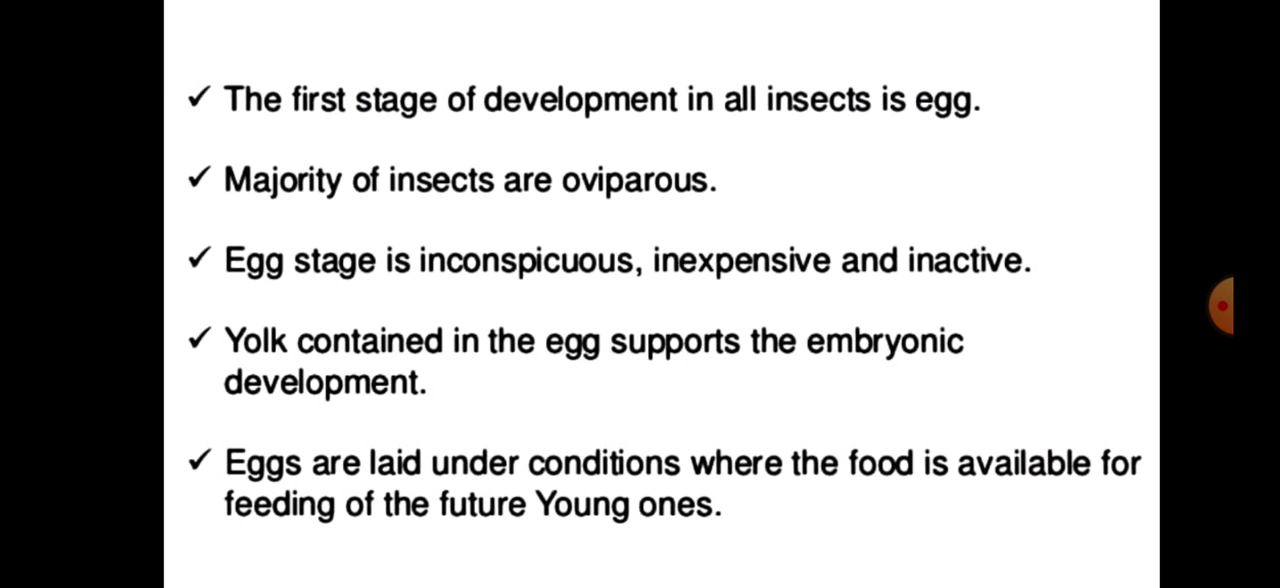 ✓ The first stage of development in all insects is egg.
✓ Majority of insects are oviparous.
✓ Egg stage is inconspicuous, inexpensive and inactive.
✓ Yolk contained in the egg supports the embryonic
development.
✓ Eggs are laid under conditions where the food is available for
feeding of the future Young ones.